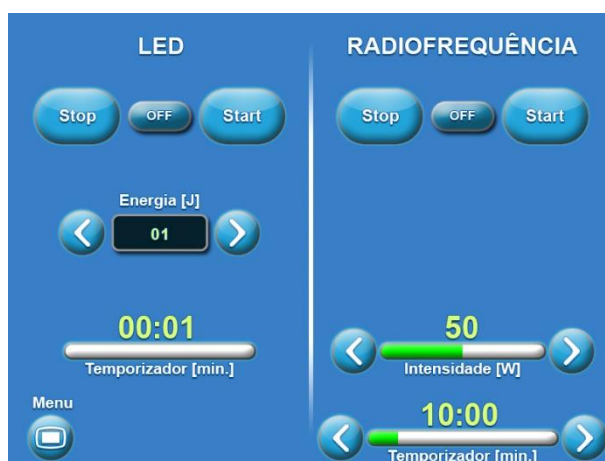 LED
Stop OFF Start
Energia [J]
01
00:01
Temporizador [min.]
Menu
RADIOFREQUÊNCIA
Stop OFF Start
50
Intensidade [W]
10:00
Temporizador [min.]